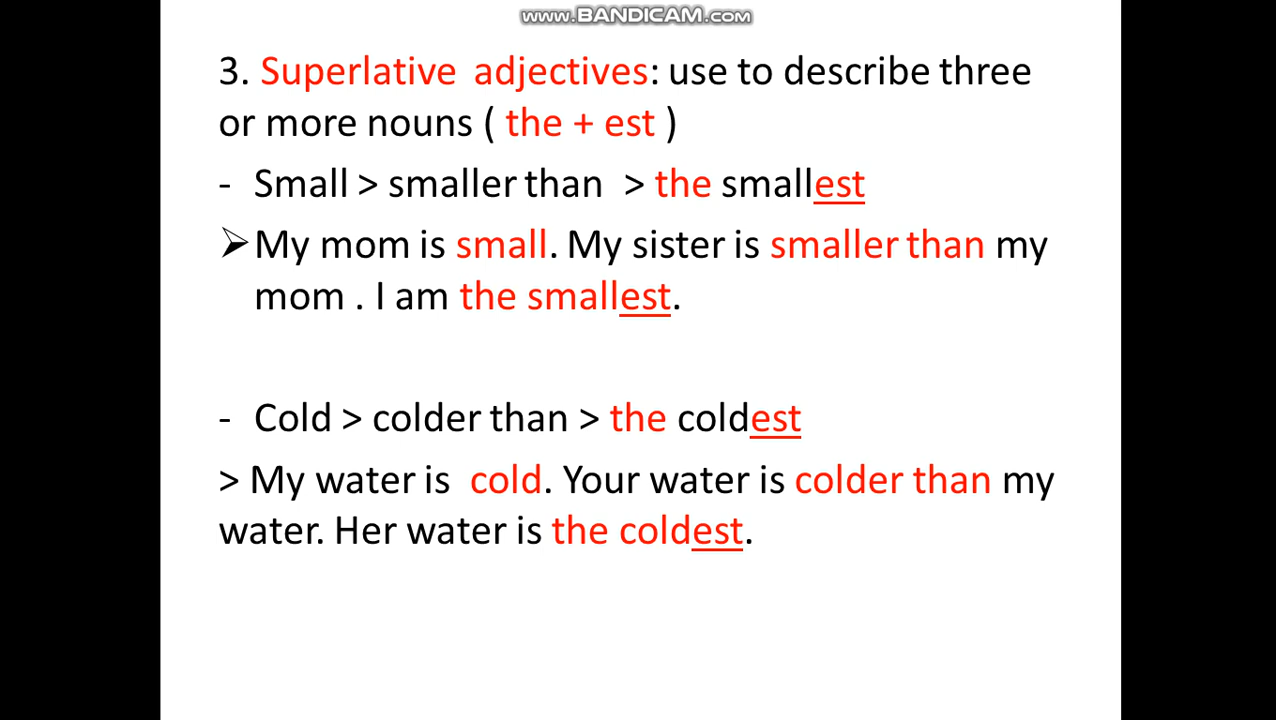 www.BANDICAM.com
3. Superlative adjectives: use to describe three
or more nouns ( the + est )
- Small > smaller than > the smallest
➢ My mom is small. My sister is smaller than my
mom . I am the smallest.
- Cold > colder than > the coldest
> My water is cold. Your water is colder than my
water. Her water is the coldest.